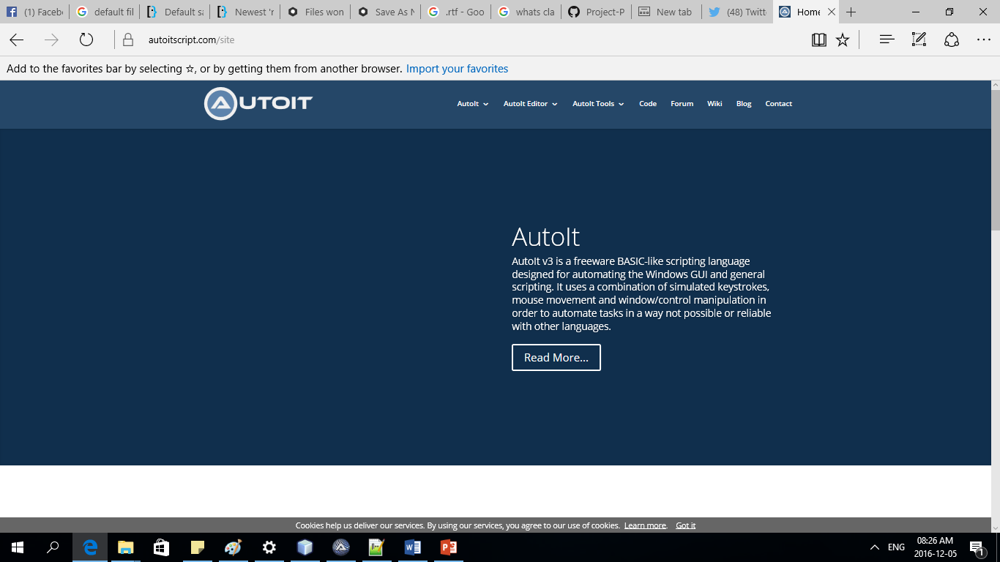 (1) Faceb
default fil
Default sa
Newest 'r
Files won
Save As N
.rtf - Goo
whats cla
Project-P
New tab
(48) Twitt
Home
autoitscript.com/site
Add to the favorites bar by selecting ☆, or by getting them from another browser. Import your favorites
AUTOIT
AutoIt
AutoIt Editor
AutoIt Tools
Code
Forum
Wiki
Blog
Contact
AutoIt
AutoIt v3 is a freeware BASIC-like scripting language
designed for automating the Windows GUI and general
scripting. It uses a combination of simulated keystrokes,
mouse movement and window/control manipulation in
order to automate tasks in a way not possible or reliable
with other languages.
Read More...
Cookies help us deliver our services. By using our services, you agree to our use of cookies. Learn more. Got it
ENG
08:26 AM
2016-12-05
1